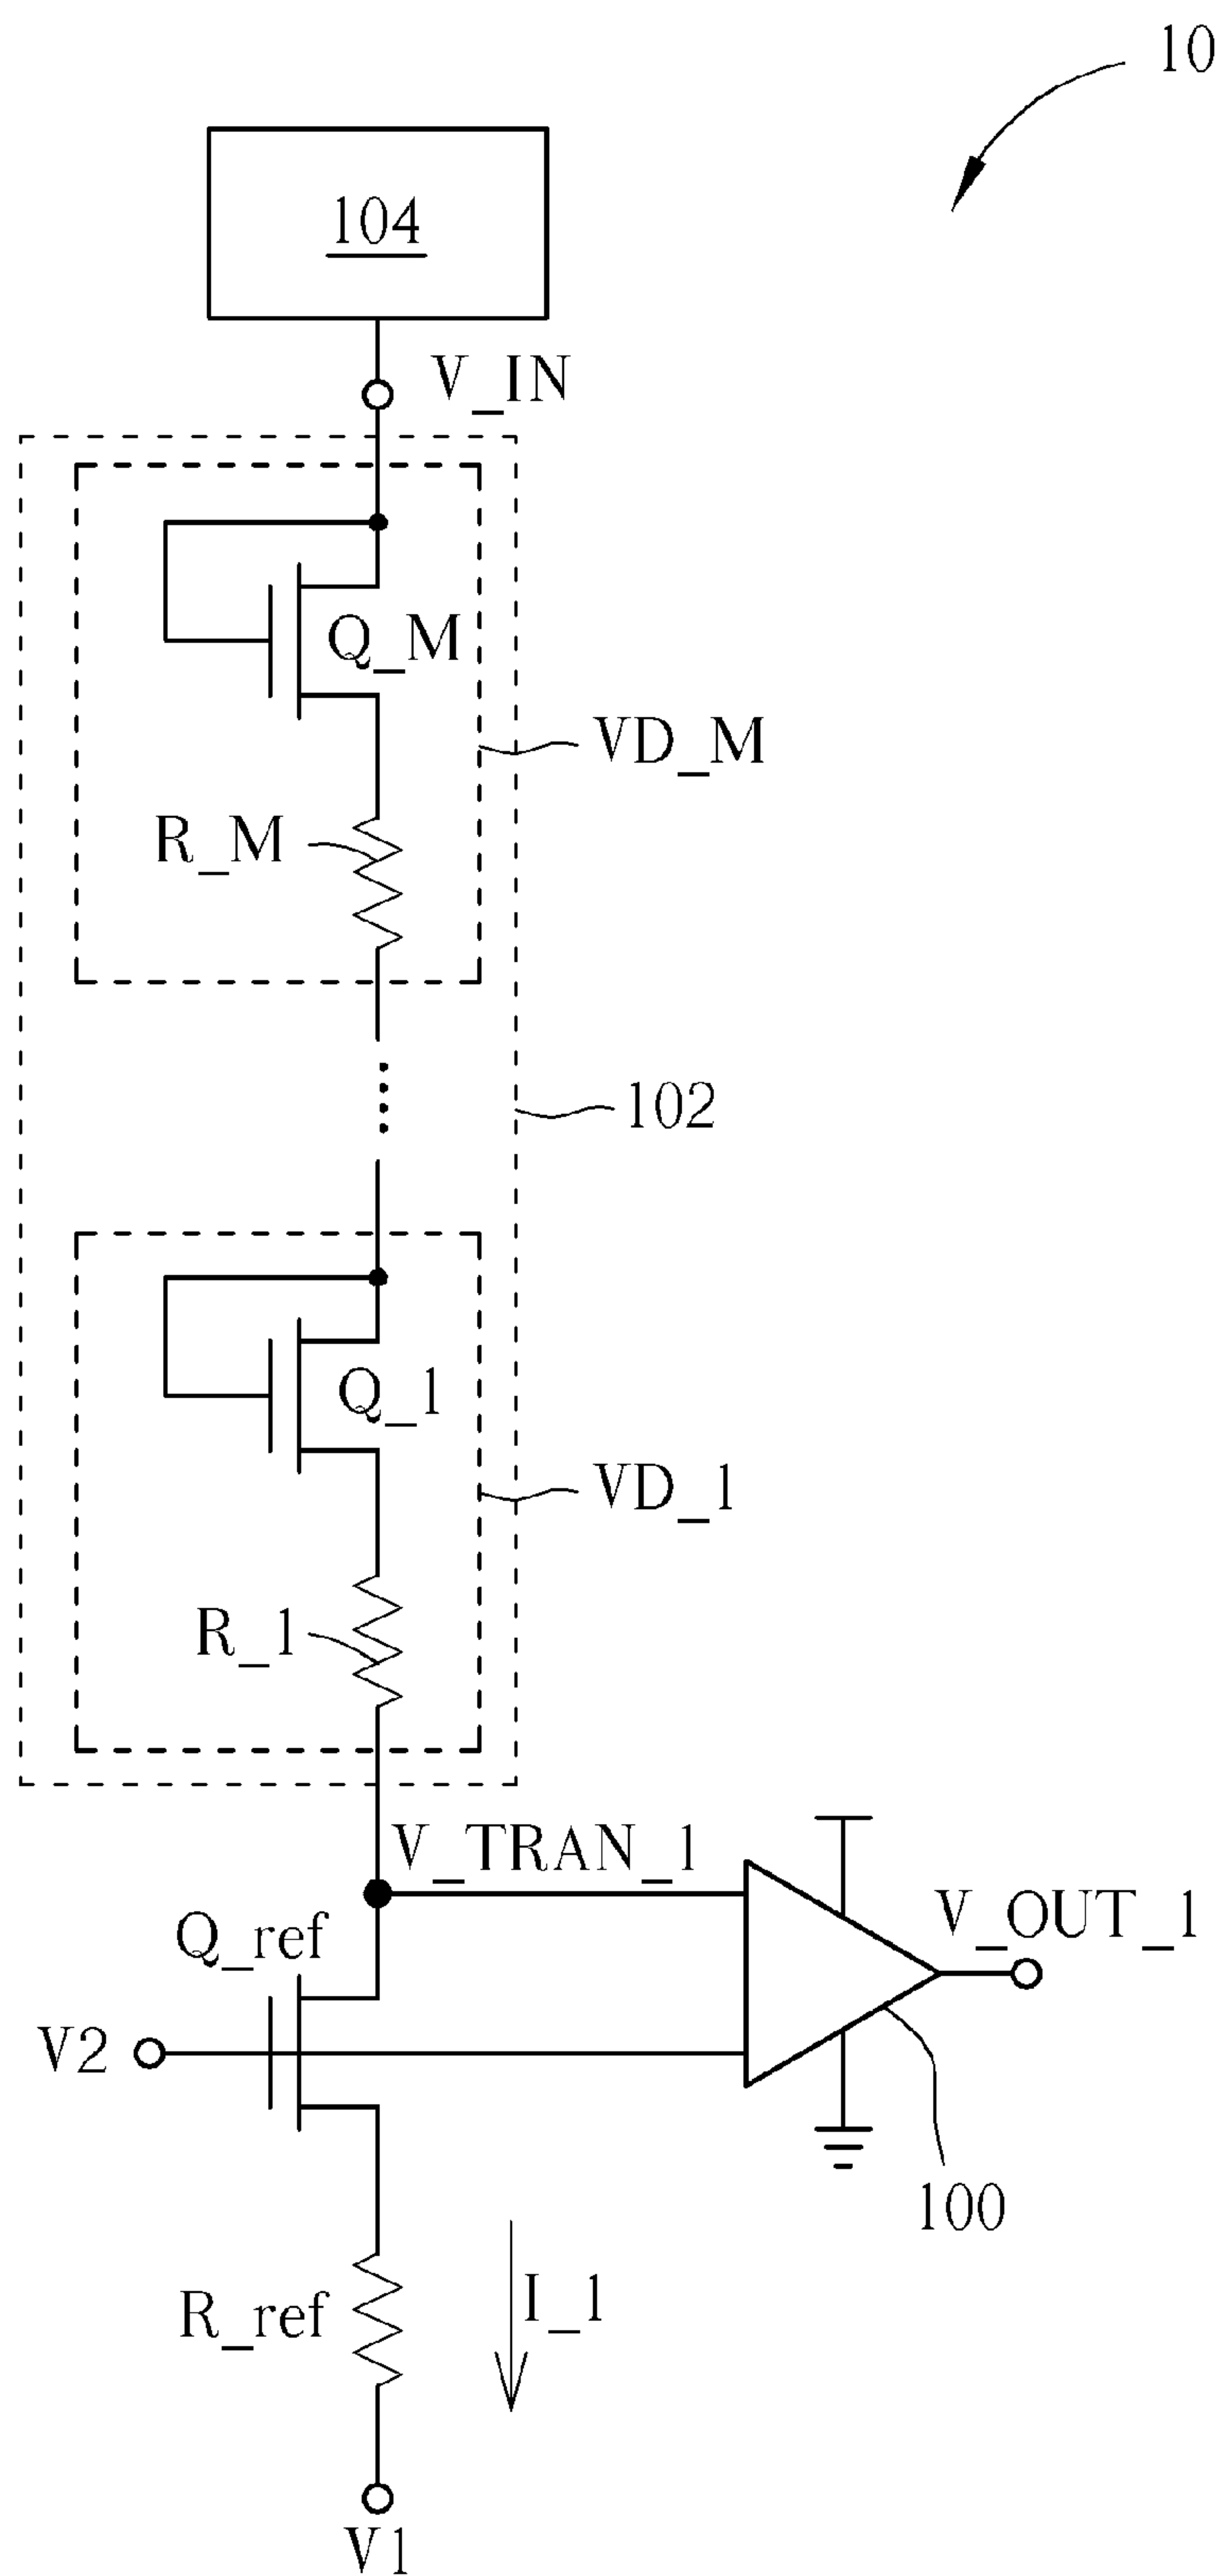 10
104
V_IN
Q_M
VD_M
R_M
102
Q_1
VD_1
R_1
V_TRAN_1
V_OUT_1
Q_ref
V2
100
R_ref
I_1
V1